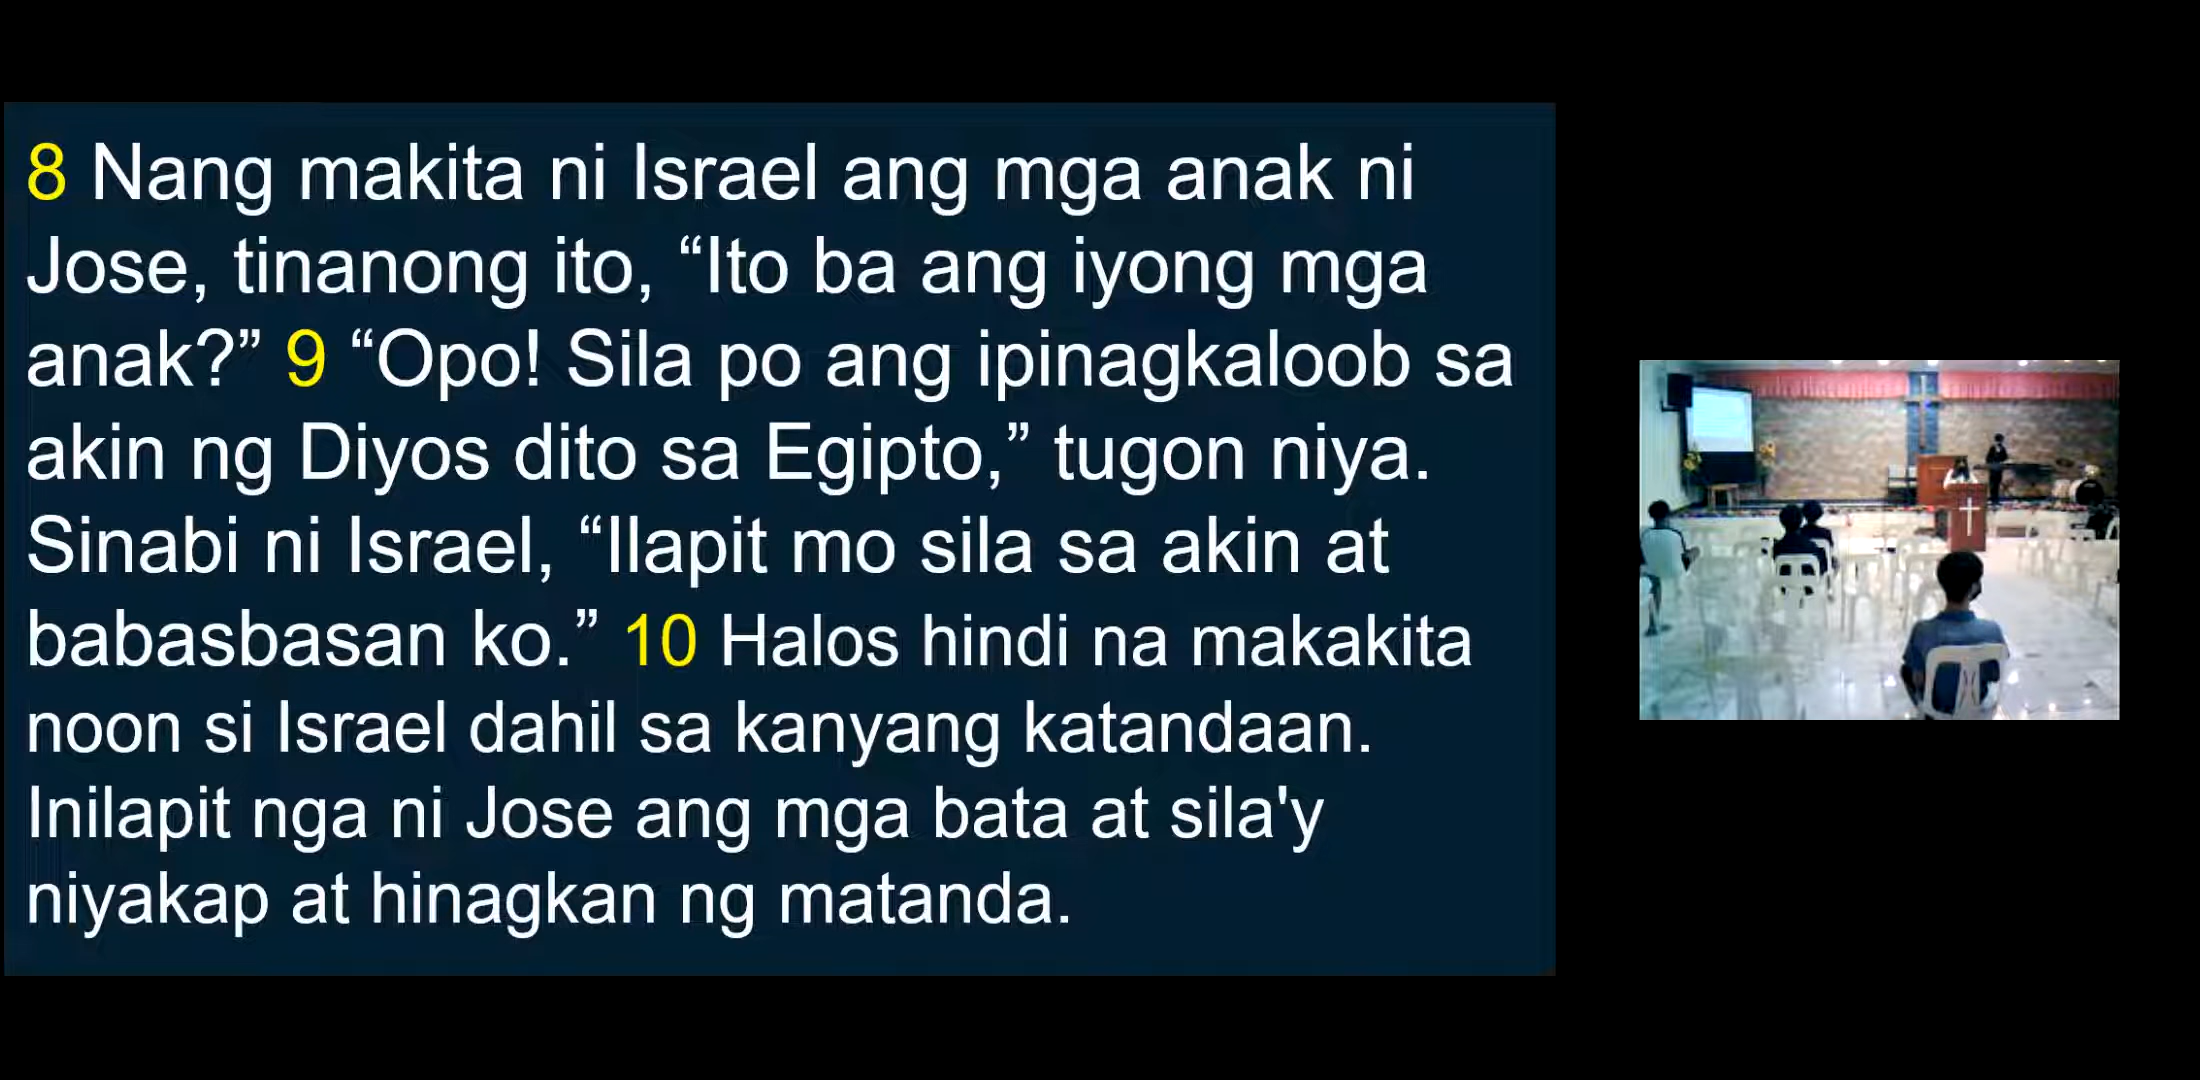 8 Nang makita ni Israel ang mga anak ni
Jose, tinanong ito, “Ito ba ang iyong mga
anak?” 9 “Opo! Sila po ang ipinagkaloob sa
akin ng Diyos dito sa Egipto,” tugon niya.
Sinabi ni Israel, “Ilapit mo sila sa akin at
babasbasan ko.” 10 Halos hindi na makakita
noon si Israel dahil sa kanyang katandaan.
Inilapit nga ni Jose ang mga bata at sila'y
niyakap at hinagkan ng matanda.